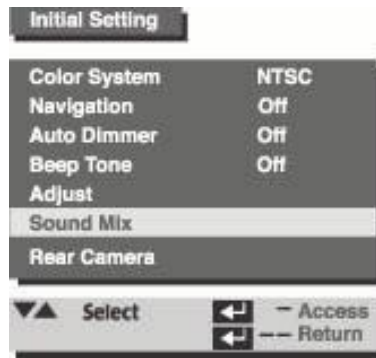 Initial Setting
Color System NTSC
Navigation Off
Auto Dimmer Off
Beep Tone Off
Adjust
Sound Mix
Rear Camera
▼▲ Select ↵ – Access
↵ –– Return